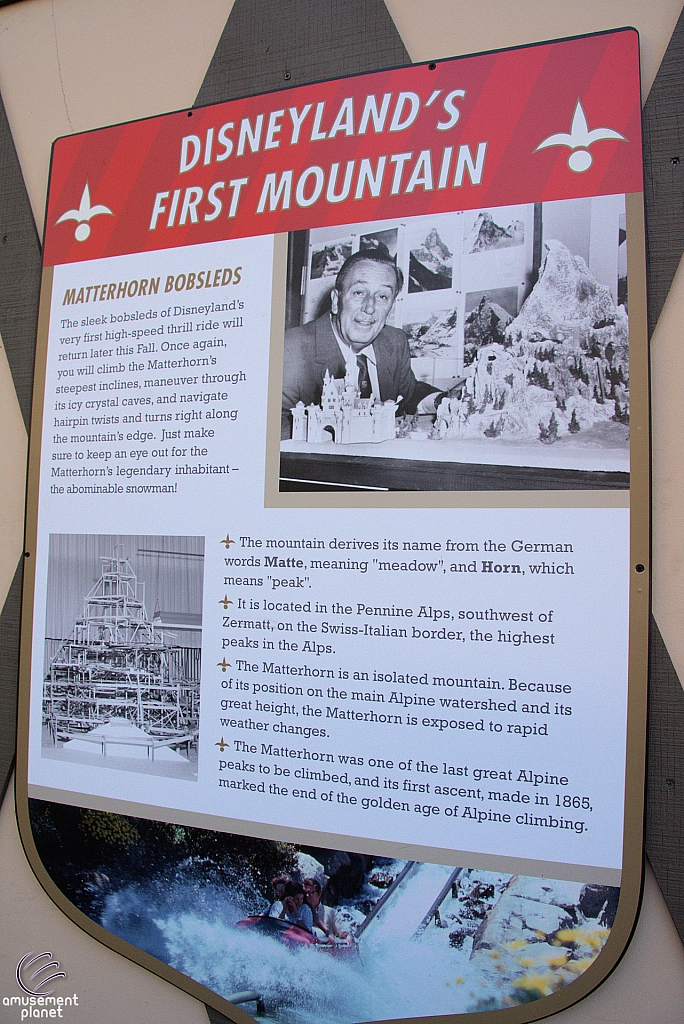 DISNEYLAND'S
FIRST MOUNTAIN
MATTERHORN BOBSLEDS
The sleek bobsleds of Disneyland's
very first high-speed thrill ride will
return later this Fall. Once again,
you will climb the Matterhorn's
steepest inclines, maneuver through
its icy crystal caves, and navigate
hairpin twists and turns right along
the mountain's edge. Just make
sure to keep an eye out for the
Matterhorn's legendary inhabitant –
the abominable snowman!
The mountain derives its name from the German
words Matte, meaning "meadow", and Horn, which
means "peak".
It is located in the Pennine Alps, southwest of
Zermatt, on the Swiss-Italian border, the highest
peaks in the Alps.
The Matterhorn is an isolated mountain. Because
of its position on the main Alpine watershed and its
great height, the Matterhorn is exposed to rapid
weather changes.
The Matterhorn was one of the last great Alpine
peaks to be climbed, and its first ascent, made in 1865,
marked the end of the golden age of Alpine climbing.
amusement
planet